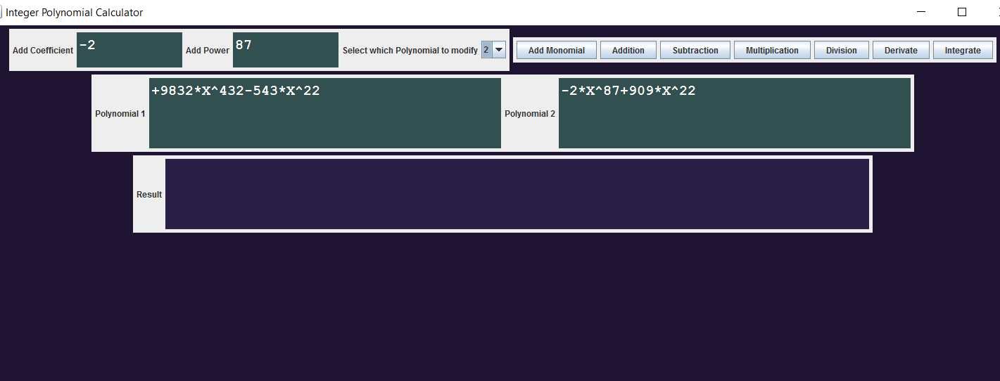 Integer Polynomial Calculator
Add Coefficient -2 Add Power 87 Select which Polynomial to modify 2 Add Monomial Addition Subtraction Multiplication Division Derivate Integrate
Polynomial 1 +9832*X^432-543*X^22 Polynomial 2 -2*X^87+909*X^22
Result